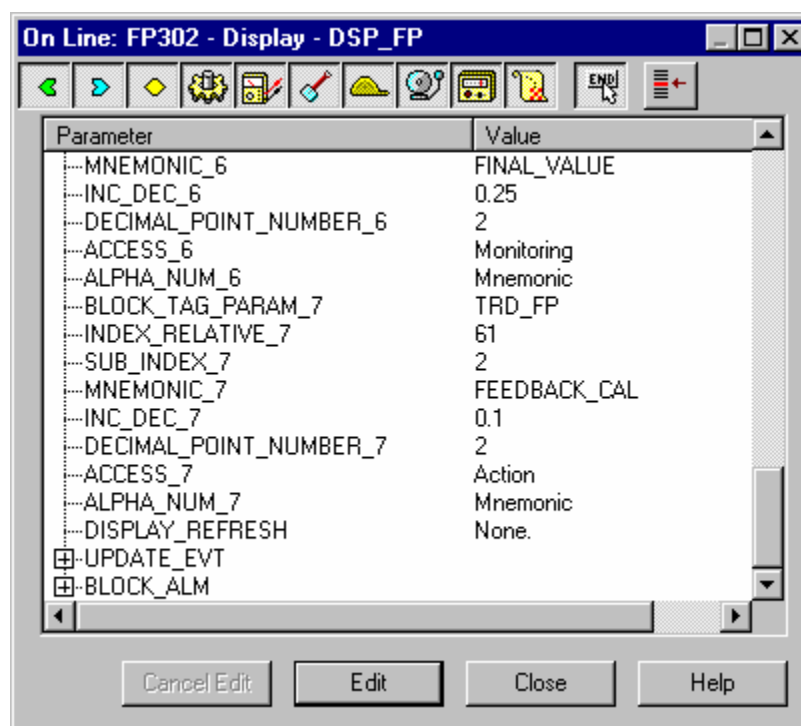 On Line: FP302 - Display - DSP_FP
END
Parameter Value
MNEMONIC_6 FINAL_VALUE
INC_DEC_6 0.25
DECIMAL_POINT_NUMBER_6 2
ACCESS_6 Monitoring
ALPHA_NUM_6 Mnemonic
BLOCK_TAG_PARAM_7 TRD_FP
INDEX_RELATIVE_7 61
SUB_INDEX_7 2
MNEMONIC_7 FEEDBACK_CAL
INC_DEC_7 0.1
DECIMAL_POINT_NUMBER_7 2
ACCESS_7 Action
ALPHA_NUM_7 Mnemonic
DISPLAY_REFRESH None.
UPDATE_EVT
BLOCK_ALM
Cancel Edit Edit Close Help